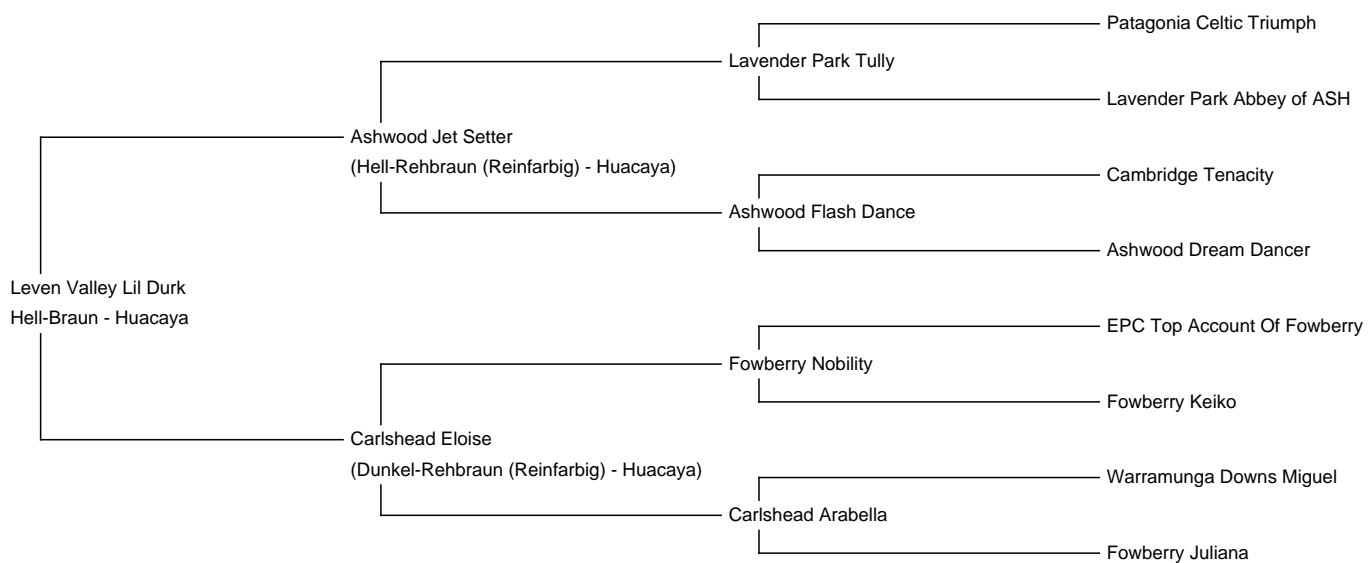 Patagonia Celtic Triumph
Lavender Park Tully
Lavender Park Abbey of ASH
Ashwood Jet Setter
(Hell-Rehbraun (Reinfarbig) - Huacaya)
Cambridge Tenacity
Ashwood Flash Dance
Ashwood Dream Dancer
Leven Valley Lil Durk
Hell-Braun - Huacaya
EPC Top Account Of Fowberry
Fowberry Nobility
Fowberry Keiko
Carlshead Eloise
(Dunkel-Rehbraun (Reinfarbig) - Huacaya)
Warramunga Downs Miguel
Carlshead Arabella
Fowberry Juliana